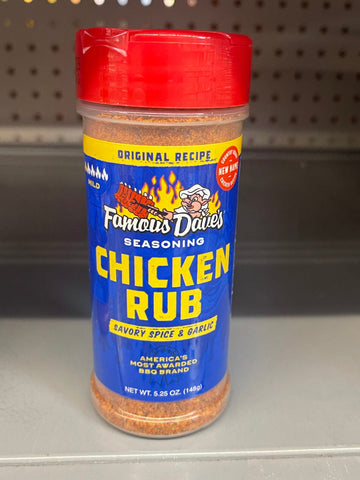 ORIGINAL RECIPE
NEW NAME
MILD
Famous Dave's
SEASONING
CHICKEN
RUB
SAVORY SPICE & GARLIC
AMERICA'S
MOST AWARDED
BBQ BRAND
NET WT. 5.25 OZ. (148g)